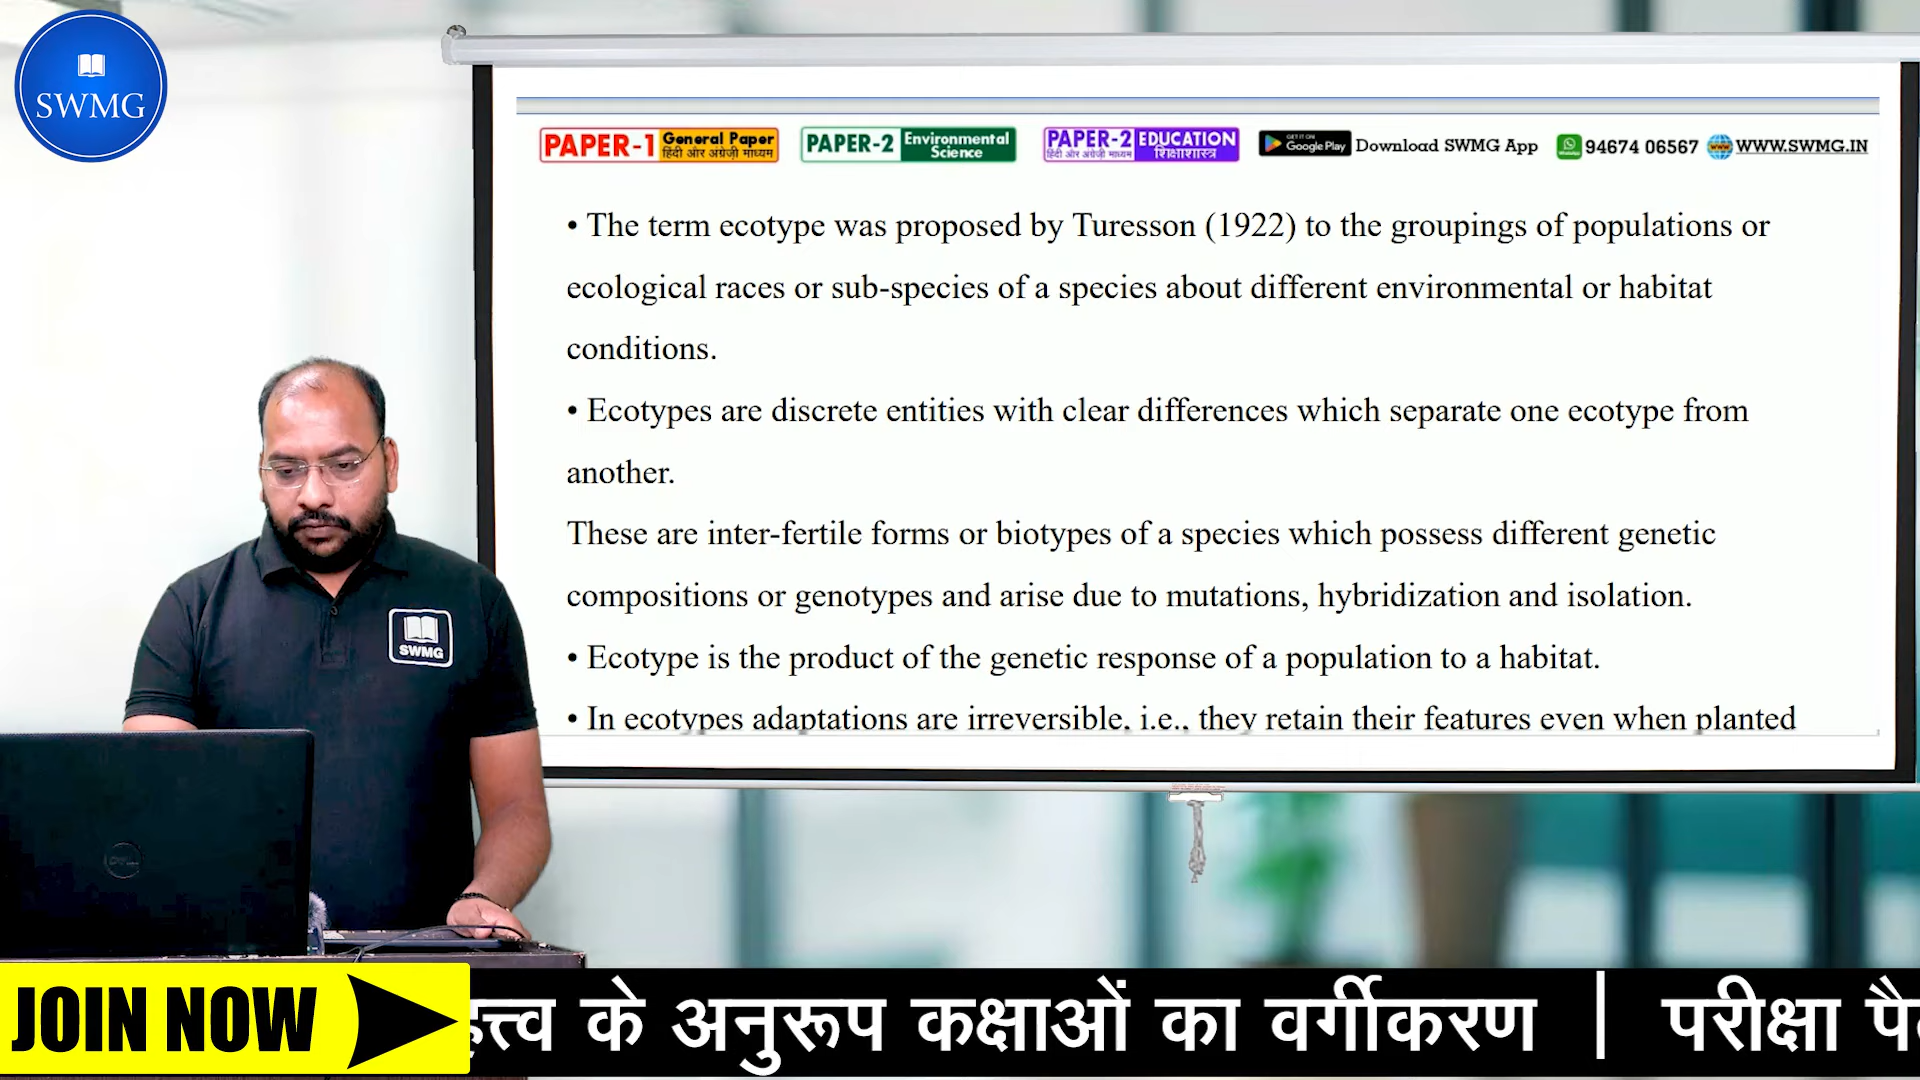 SWMG
PAPER-1 General Paper
हिंदी और अंग्रेज़ी माध्यम
PAPER-2 Environmental Science
PAPER-2 EDUCATION
हिंदी और अंग्रेजी माध्यम शिक्षाशास्त्र
GET IT ON
Google Play
Download SWMG App
94674 06567
WWW.SWMG.IN
• The term ecotype was proposed by Turesson (1922) to the groupings of populations or
ecological races or sub-species of a species about different environmental or habitat
conditions.
• Ecotypes are discrete entities with clear differences which separate one ecotype from
another.
These are inter-fertile forms or biotypes of a species which possess different genetic
compositions or genotypes and arise due to mutations, hybridization and isolation.
• Ecotype is the product of the genetic response of a population to a habitat.
• In ecotypes adaptations are irreversible, i.e., they retain their features even when planted
SWMG
DELL
JOIN NOW
के अनुरूप कक्षाओं का वर्गीकरण | परीक्षा